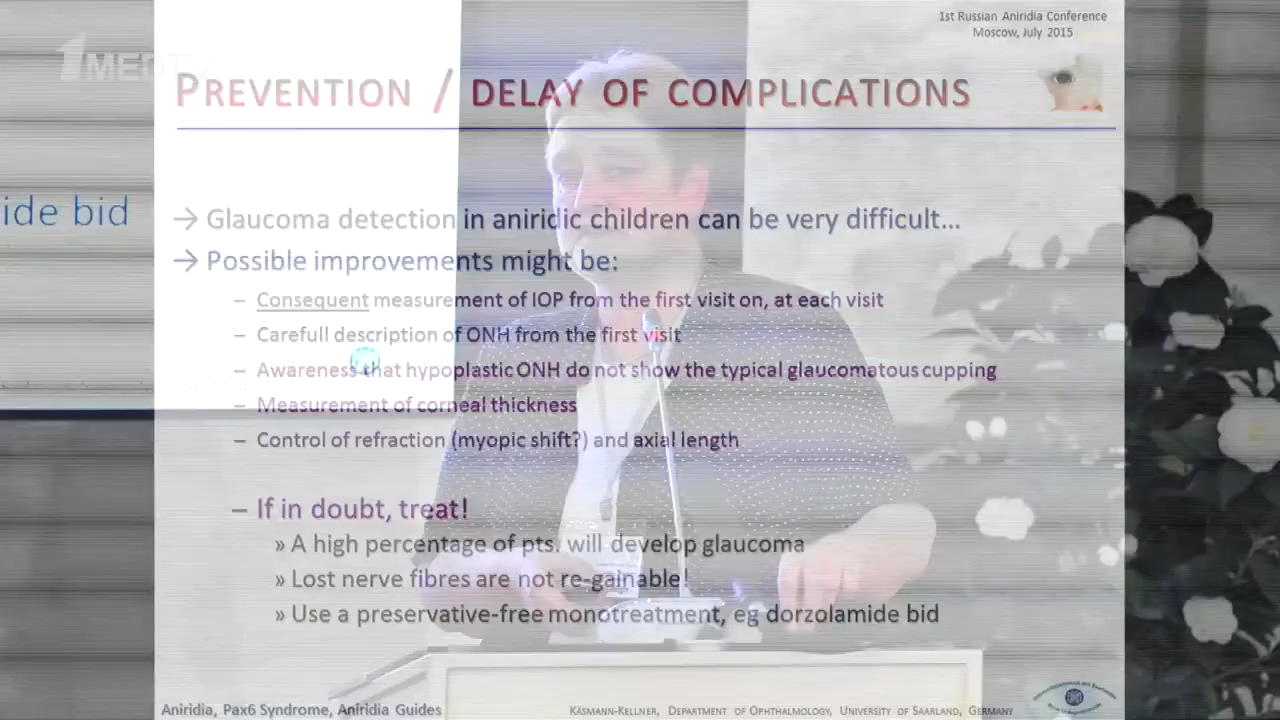 1st Russian Aniridia Conference
Moscow, July 2015
1MEDTV
PREVENTION / DELAY OF COMPLICATIONS
ide bid
→ Glaucoma detection in aniridic children can be very difficult...
→ Possible improvements might be:
– Consequent measurement of IOP from the first visit on, at each visit
– Carefull description of ONH from the first visit
– Awareness that hypoplastic ONH do not show the typical glaucomatous cupping
– Measurement of corneal thickness
– Control of refraction (myopic shift?) and axial length
– If in doubt, treat!
» A high percentage of pts. will develop glaucoma
» Lost nerve fibres are not re-gainable!
» Use a preservative-free monotreatment, eg dorzolamide bid
Aniridia, Pax6 Syndrome, Aniridia Guides
KÄSMANN-KELLNER, DEPARTMENT OF OPHTHALMOLOGY, UNIVERSITY OF SAARLAND, GERMANY